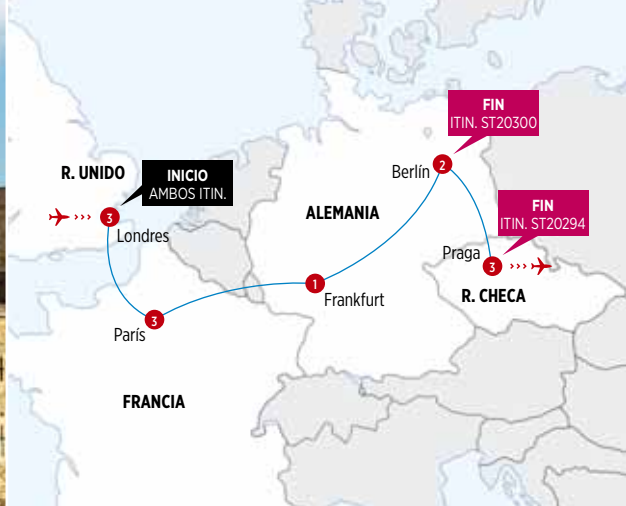 FIN
ITIN. ST20300
R. UNIDO
INICIO
AMBOS ITIN.
Berlín
2
FIN
ITIN. ST20294
3
Londres
ALEMANIA
Praga
3
1
Frankfurt
R. CHECA
3
París
FRANCIA